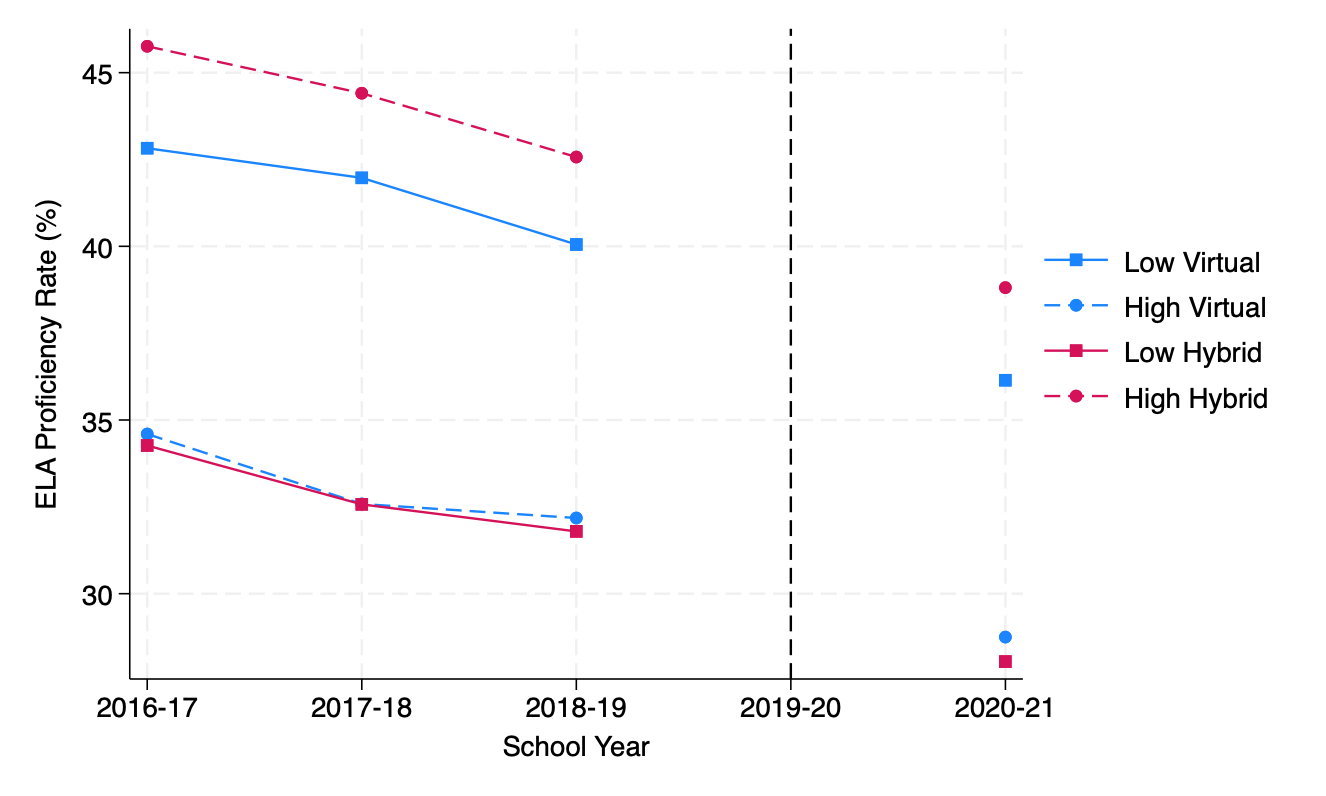 45
40
35
30
ELA Proficiency Rate (%)
2016-17 2017-18 2018-19 2019-20 2020-21
School Year
Low Virtual
High Virtual
Low Hybrid
High Hybrid